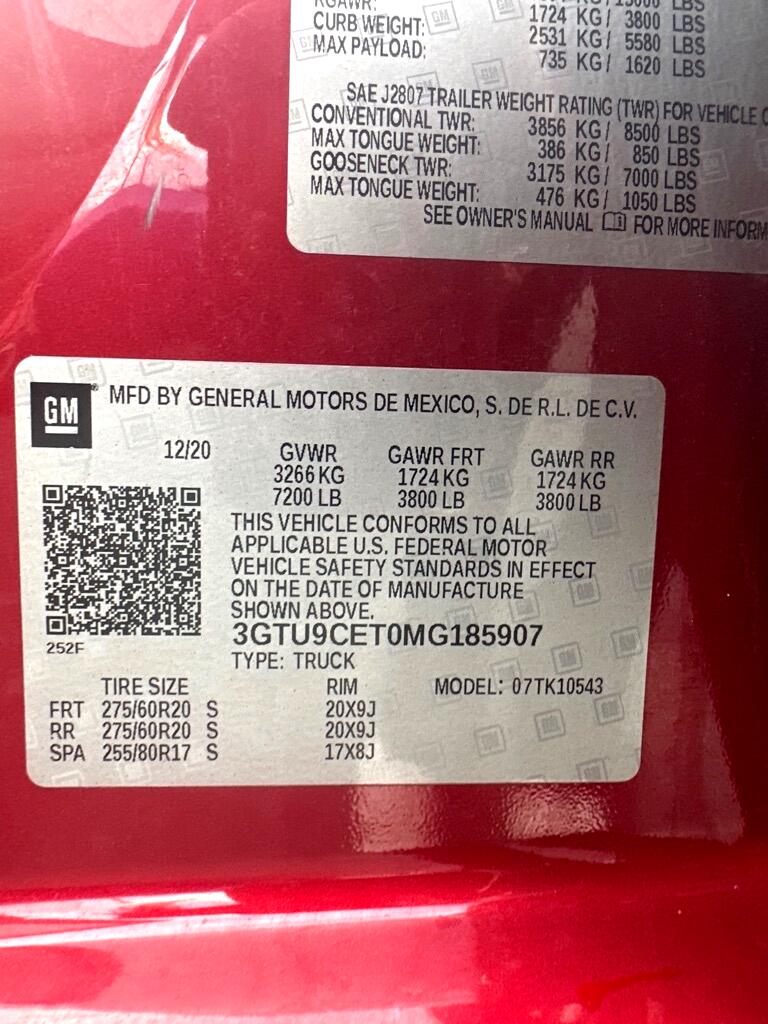 RGAWR:
1724 KG/ 3800 LBS
CURB WEIGHT: 2531 KG/ 5580 LBS
MAX PAYLOAD: 735 KG/ 1620 LBS
SAE J2807 TRAILER WEIGHT RATING (TWR) FOR VEHICLE
CONVENTIONAL TWR: 3856 KG/ 8500 LBS
MAX TONGUE WEIGHT: 386 KG/ 850 LBS
GOOSENECK TWR: 3175 KG/ 7000 LBS
MAX TONGUE WEIGHT: 476 KG/ 1050 LBS
SEE OWNER'S MANUAL FOR MORE INFORM
GM ® MFD BY GENERAL MOTORS DE MEXICO, S. DE R.L. DE C.V.
12/20 GVWR GAWR FRT GAWR RR
3266 KG 1724 KG 1724 KG
7200 LB 3800 LB 3800 LB
THIS VEHICLE CONFORMS TO ALL
APPLICABLE U.S. FEDERAL MOTOR
VEHICLE SAFETY STANDARDS IN EFFECT
ON THE DATE OF MANUFACTURE
SHOWN ABOVE.
252F
3GTU9CET0MG185907
TYPE: TRUCK
TIRE SIZE RIM MODEL: 07TK10543
FRT 275/60R20 S 20X9J
RR 275/60R20 S 20X9J
SPA 255/80R17 S 17X8J